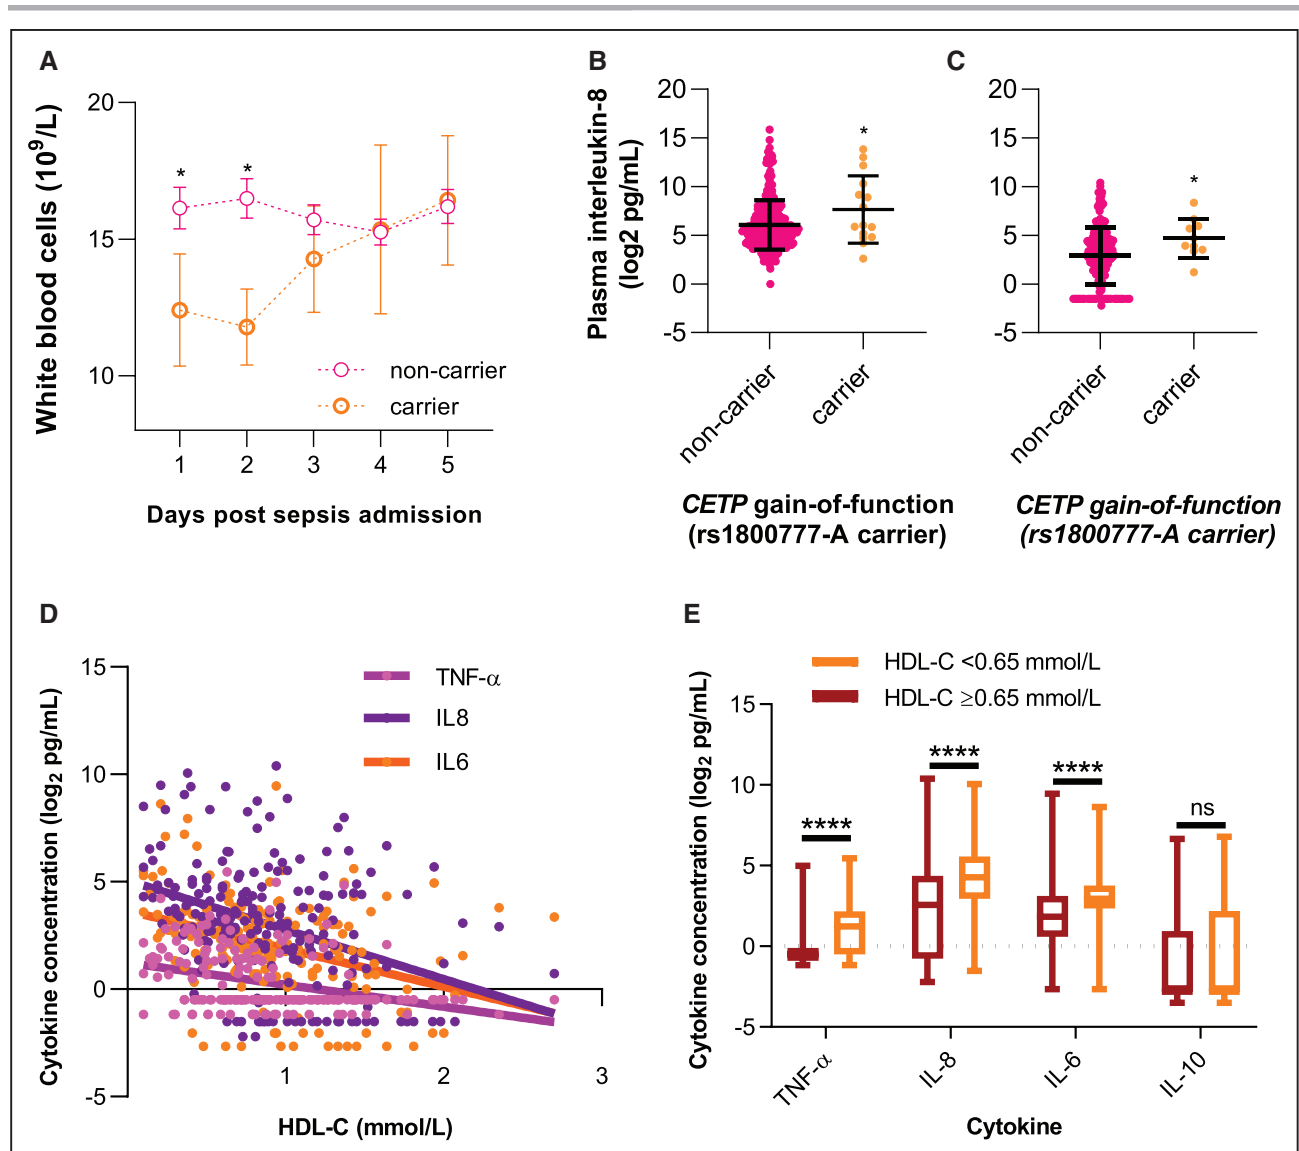 A
White blood cells (10⁹/L)
20
15
10
*
*
non-carrier
carrier
1 2 3 4 5
Days post sepsis admission
B
Plasma interleukin-8
(log2 pg/mL)
20
15
10
5
0
-5
*
non-carrier
carrier
CETP gain-of-function
(rs1800777-A carrier)
C
20
15
10
5
0
-5
*
non-carrier
carrier
CETP gain-of-function
(rs1800777-A carrier)
D
Cytokine concentration (log₂ pg/mL)
15
10
5
0
-5
TNF-α
IL8
IL6
1 2 3
HDL-C (mmol/L)
E
HDL-C <0.65 mmol/L
HDL-C ≥0.65 mmol/L
Cytokine concentration (log₂ pg/mL)
15
10
5
0
-5
****
****
****
ns
TNF-α
IL-8
IL-6
IL-10
Cytokine